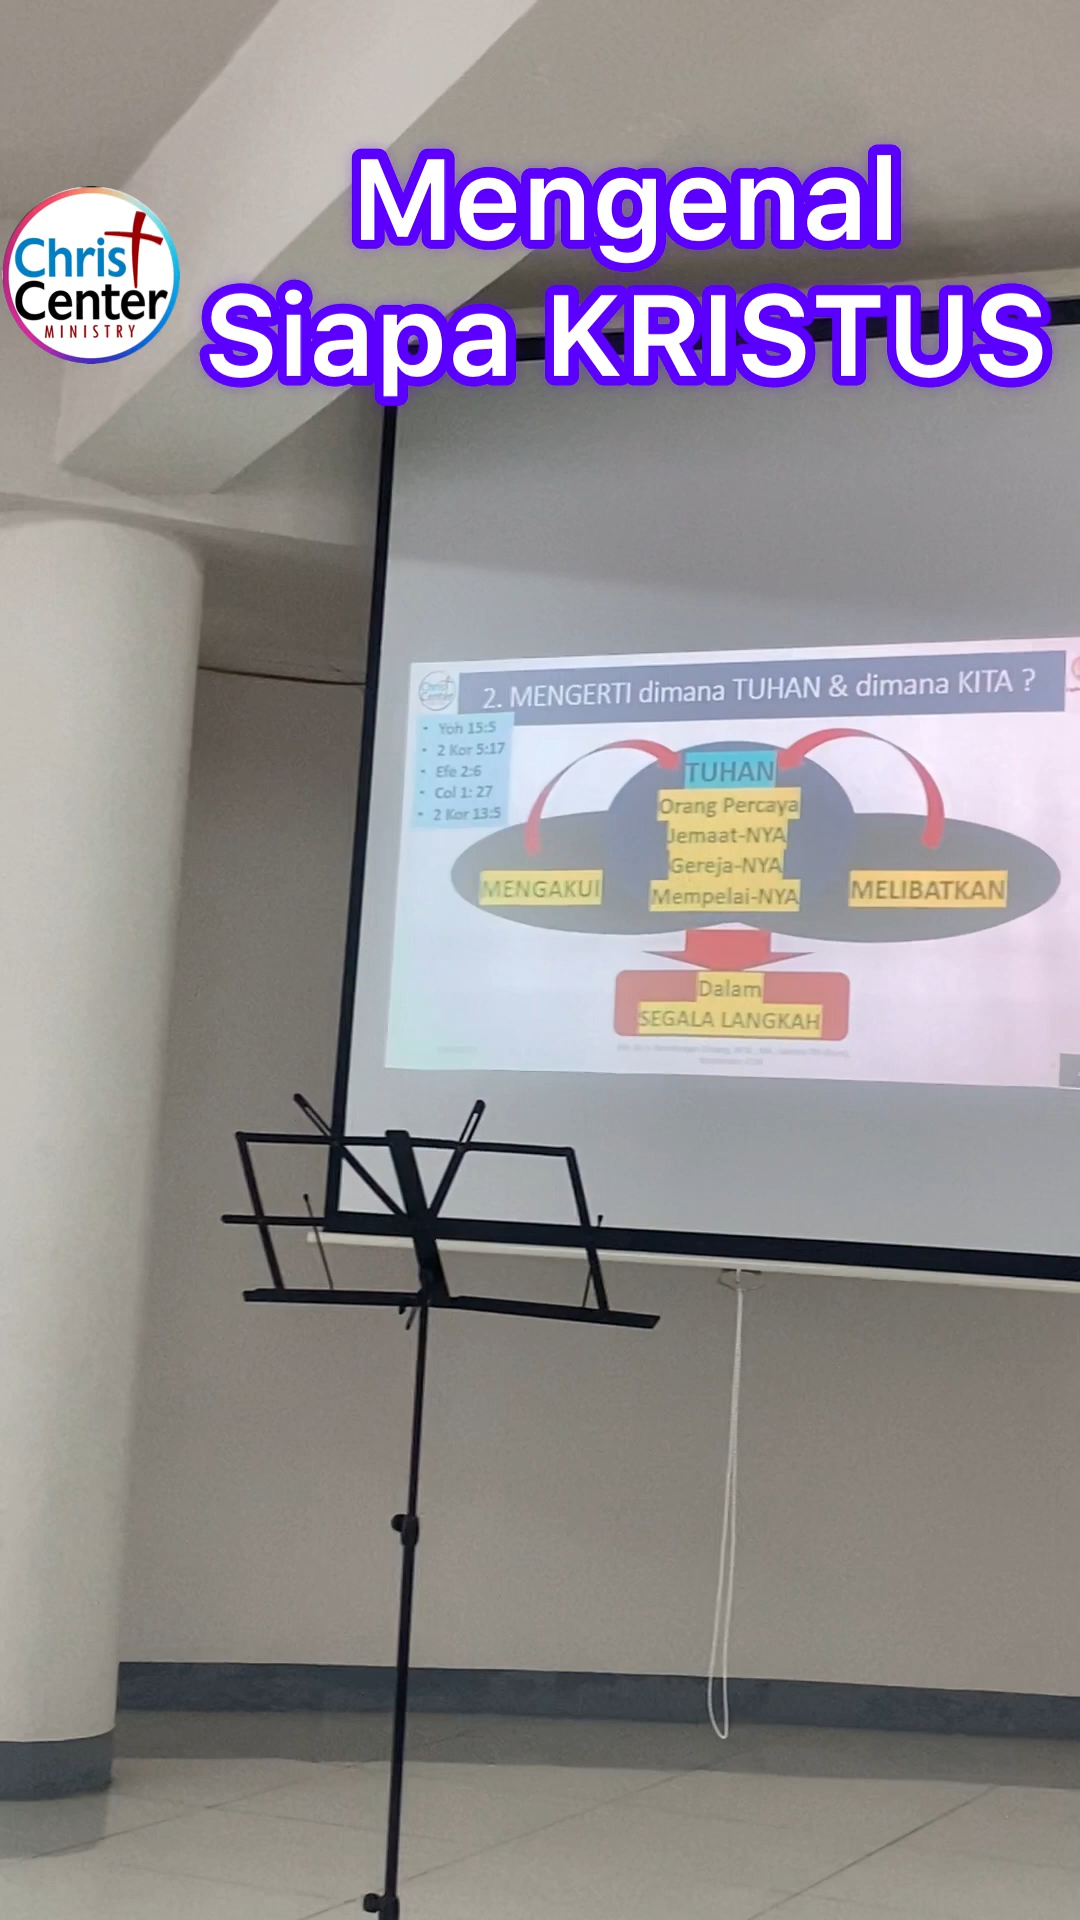 Mengenal
Siapa KRISTUS
Christ
Center
MINISTRY
2. MENGERTI dimana TUHAN & dimana KITA ?
Christ
Center
• Yoh 15:5
• 2 Kor 5:17
• Efe 2:6
• Col 1: 27
• 2 Kor 13:5
TUHAN
Orang Percaya
Jemaat-NYA
Gereja-NYA
Mempelai-NYA
MENGAKUI
MELIBATKAN
Dalam
SEGALA LANGKAH